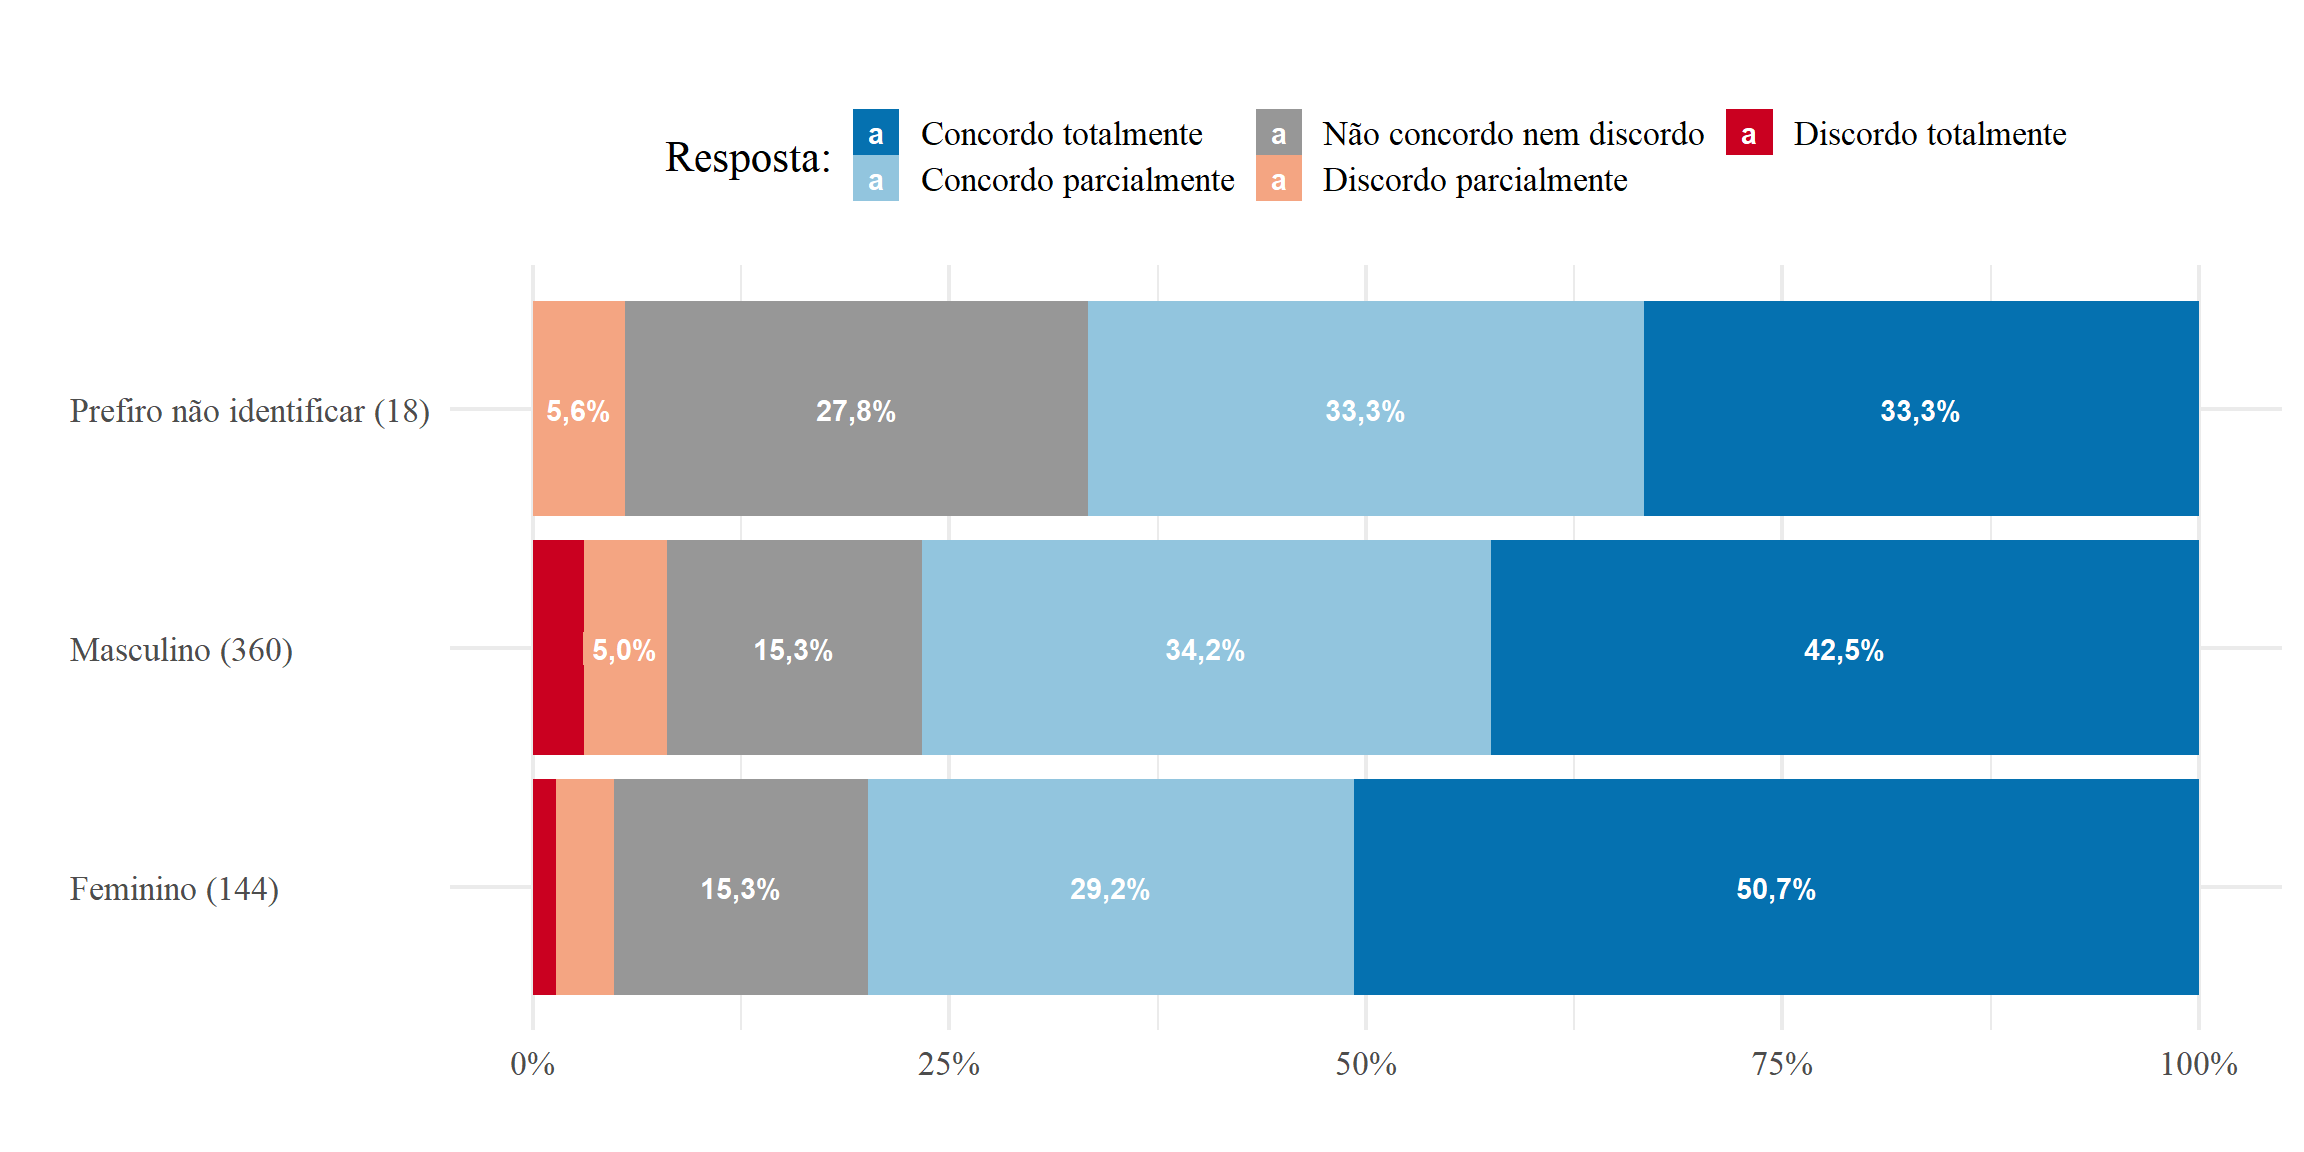 Resposta:
a Concordo totalmente a Não concordo nem discordo a Discordo totalmente
a Concordo parcialmente a Discordo parcialmente
Prefiro não identificar (18) 5,6% 27,8% 33,3% 33,3%
Masculino (360) 5,0% 15,3% 34,2% 42,5%
Feminino (144) 15,3% 29,2% 50,7%
0% 25% 50% 75% 100%